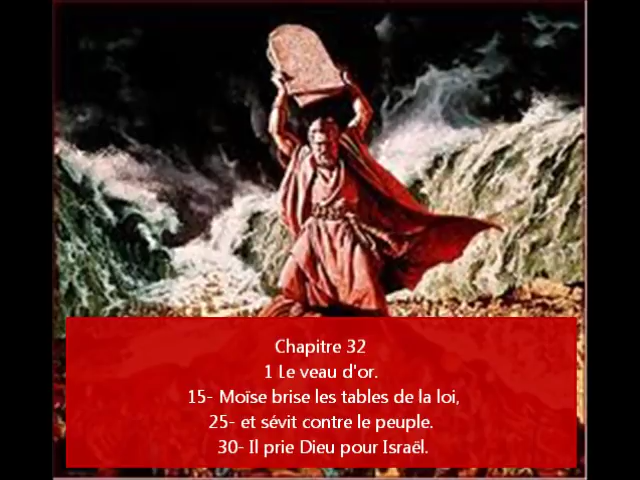 Chapitre 32
1 Le veau d'or.
15- Moïse brise les tables de la loi,
25- et sévit contre le peuple.
30- Il prie Dieu pour Israël.